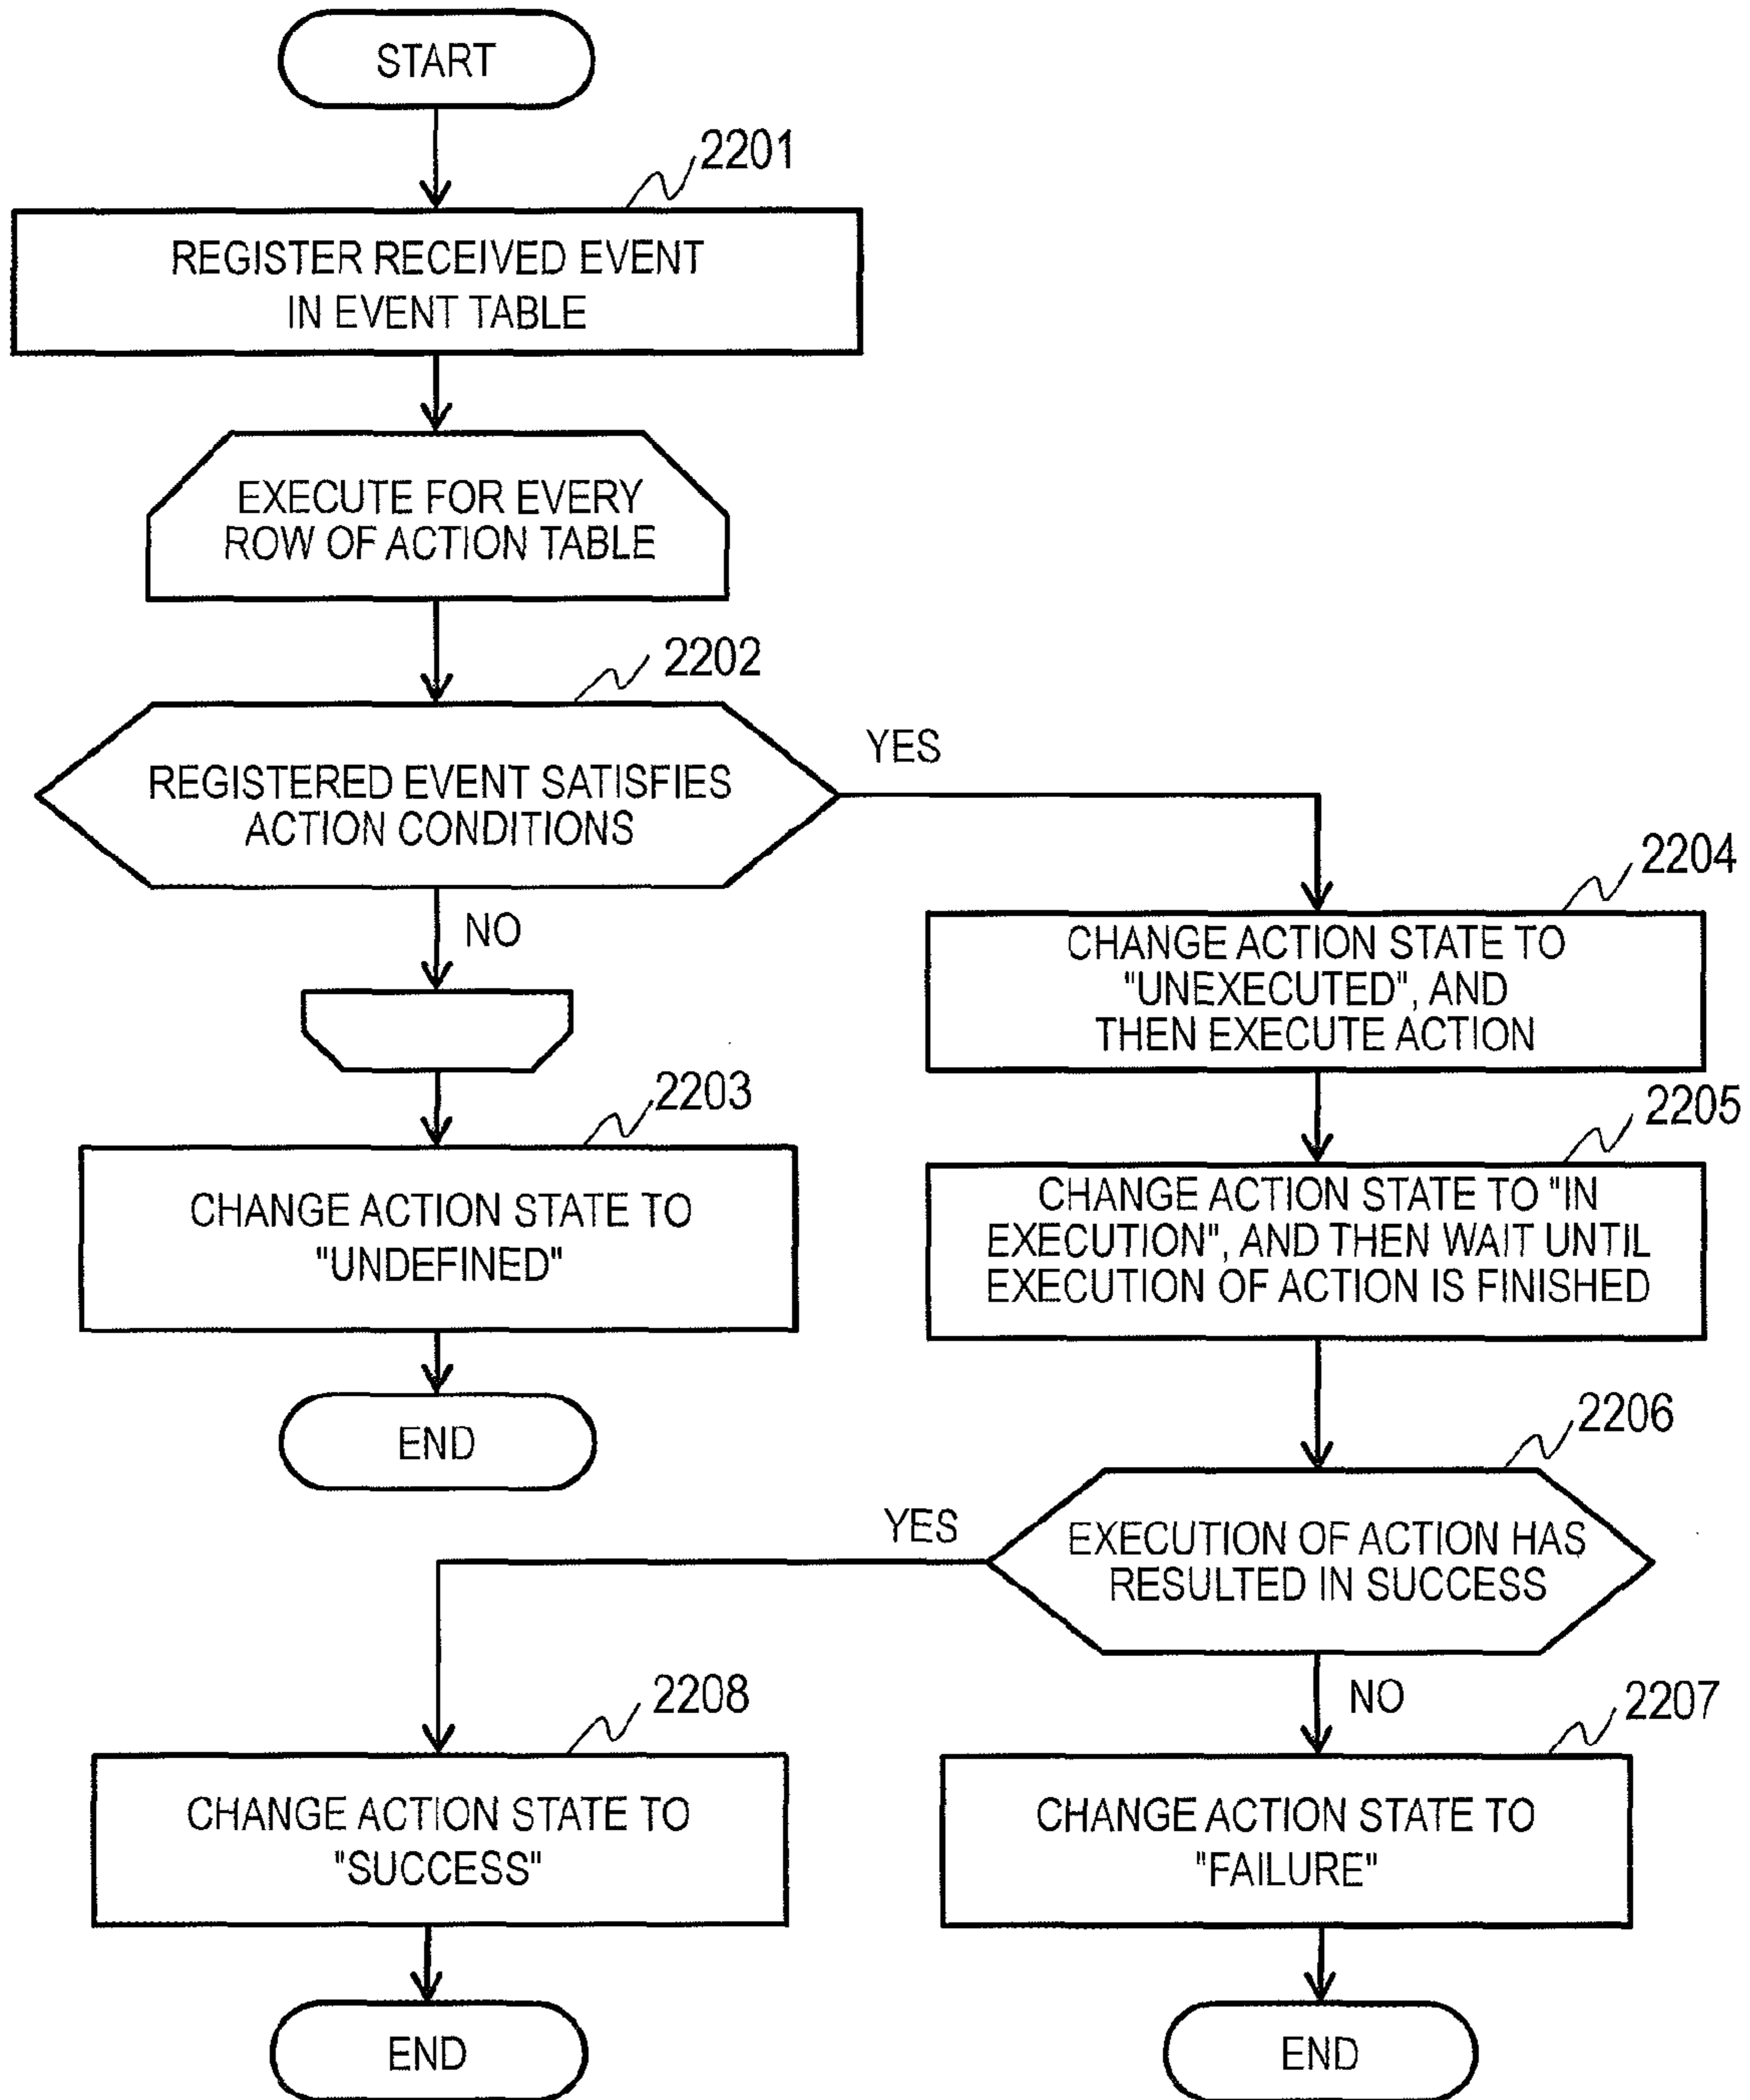 START
2201
REGISTER RECEIVED EVENT
IN EVENT TABLE
EXECUTE FOR EVERY
ROW OF ACTION TABLE
2202
REGISTERED EVENT SATISFIES
ACTION CONDITIONS
YES
NO
2203
CHANGE ACTION STATE TO
"UNDEFINED"
END
2204
CHANGE ACTION STATE TO
"UNEXECUTED", AND
THEN EXECUTE ACTION
2205
CHANGE ACTION STATE TO "IN
EXECUTION", AND THEN WAIT UNTIL
EXECUTION OF ACTION IS FINISHED
2206
EXECUTION OF ACTION HAS
RESULTED IN SUCCESS
YES
NO
2208
CHANGE ACTION STATE TO
"SUCCESS"
END
2207
CHANGE ACTION STATE TO
"FAILURE"
END